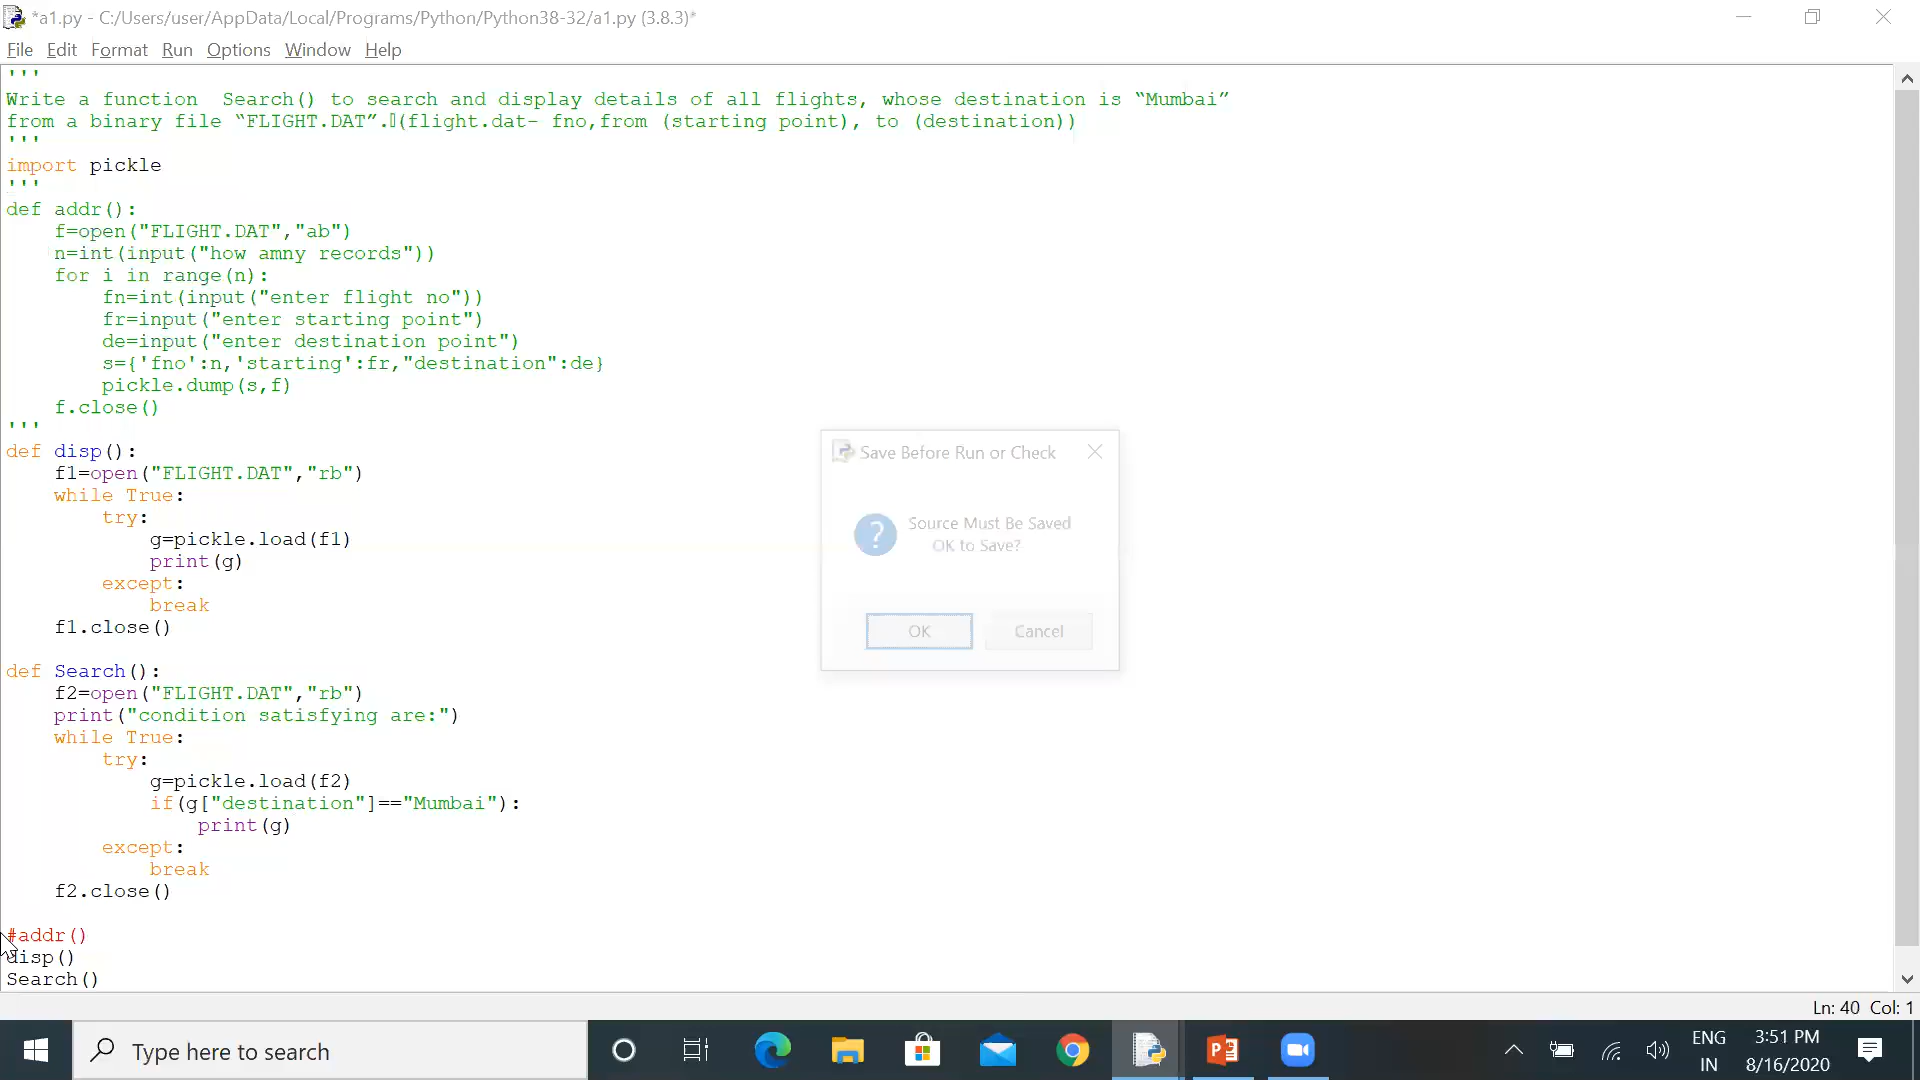 *a1.py - C:/Users/user/AppData/Local/Programs/Python/Python38-32/a1.py (3.8.3)*
File Edit Format Run Options Window Help
'''
Write a function  Search() to search and display details of all flights, whose destination is “Mumbai”
from a binary file “FLIGHT.DAT”.(flight.dat- fno,from (starting point), to (destination))
'''
import pickle
'''
def addr():
    f=open("FLIGHT.DAT","ab")
    n=int(input("how amny records"))
    for i in range(n):
        fn=int(input("enter flight no"))
        fr=input("enter starting point")
        de=input("enter destination point")
        s={'fno':n,'starting':fr,"destination":de}
        pickle.dump(s,f)
    f.close()
'''
def disp():
    f1=open("FLIGHT.DAT","rb")
    while True:
        try:
            g=pickle.load(f1)
            print(g)
        except:
            break
    f1.close()
def Search():
    f2=open("FLIGHT.DAT","rb")
    print("condition satisfying are:")
    while True:
        try:
            g=pickle.load(f2)
            if(g["destination"]=="Mumbai"):
                print(g)
        except:
            break
    f2.close()
#addr()
disp()
Search()
Save Before Run or Check
Source Must Be Saved
OK to Save?
OK Cancel
Ln: 40 Col: 1
Type here to search
ENG
IN
3:51 PM
8/16/2020